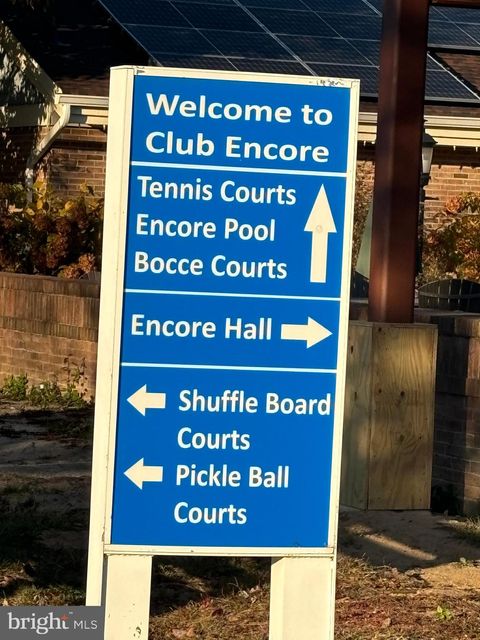 Welcome to
Club Encore
Tennis Courts
Encore Pool
Bocce Courts
Encore Hall
Shuffle Board
Courts
Pickle Ball
Courts
bright MLS